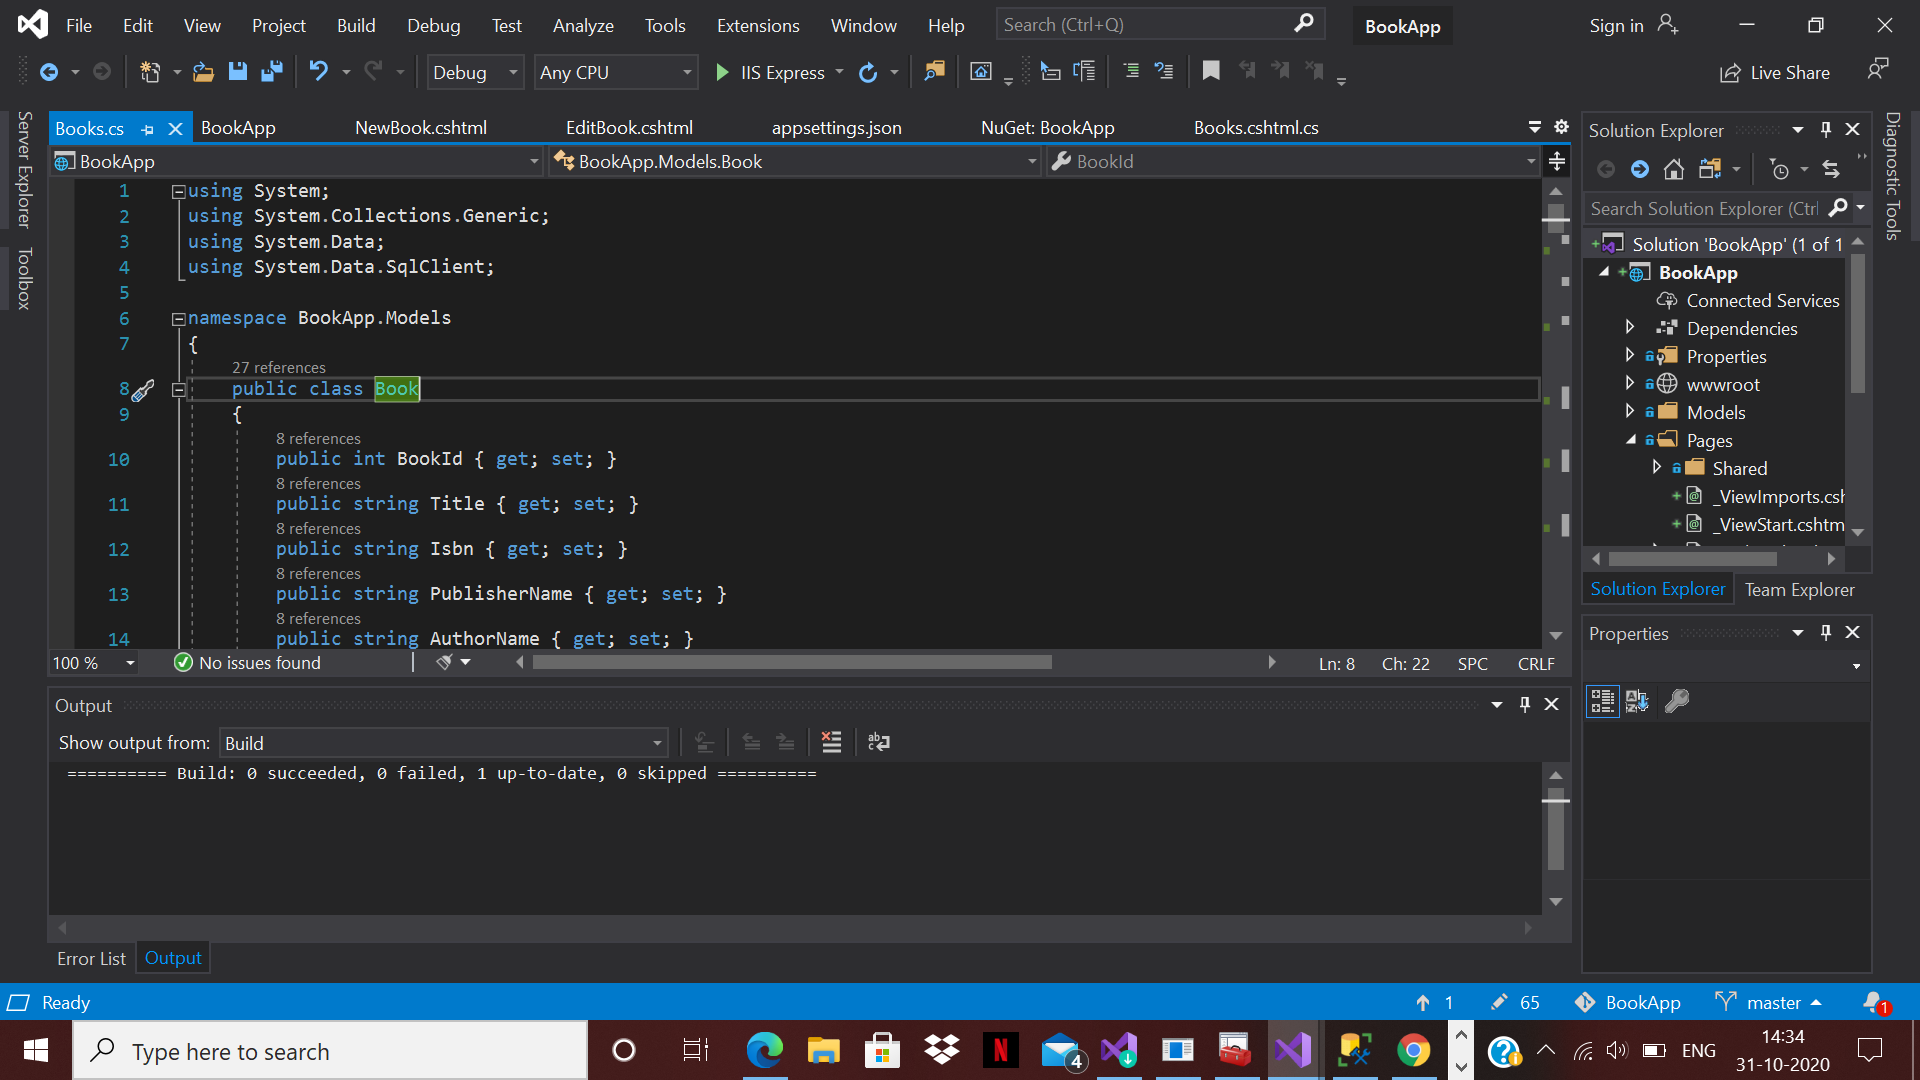 File Edit View Project Build Debug Test Analyze Tools Extensions Window Help Search (Ctrl+Q) BookApp Sign in
Debug Any CPU IIS Express Live Share
Server Explorer
Toolbox
Books.cs BookApp NewBook.cshtml EditBook.cshtml appsettings.json NuGet: BookApp Books.cshtml.cs
BookApp BookApp.Models.Book BookId
1 using System;
2 using System.Collections.Generic;
3 using System.Data;
4 using System.Data.SqlClient;
5
6 namespace BookApp.Models
7 {
27 references
8 public class Book
9 {
8 references
10 public int BookId { get; set; }
8 references
11 public string Title { get; set; }
8 references
12 public string Isbn { get; set; }
8 references
13 public string PublisherName { get; set; }
8 references
14 public string AuthorName { get; set; }
100 % No issues found Ln: 8 Ch: 22 SPC CRLF
Output
Show output from: Build
========== Build: 0 succeeded, 0 failed, 1 up-to-date, 0 skipped ==========
Error List Output
Solution Explorer
Search Solution Explorer (Ctrl
Solution 'BookApp' (1 of 1
BookApp
Connected Services
Dependencies
Properties
wwwroot
Models
Pages
Shared
_ViewImports.csh
_ViewStart.cshtm
Solution Explorer Team Explorer
Properties
Diagnostic Tools
Ready 1 65 BookApp master 1
Type here to search 4 ENG 14:34
31-10-2020